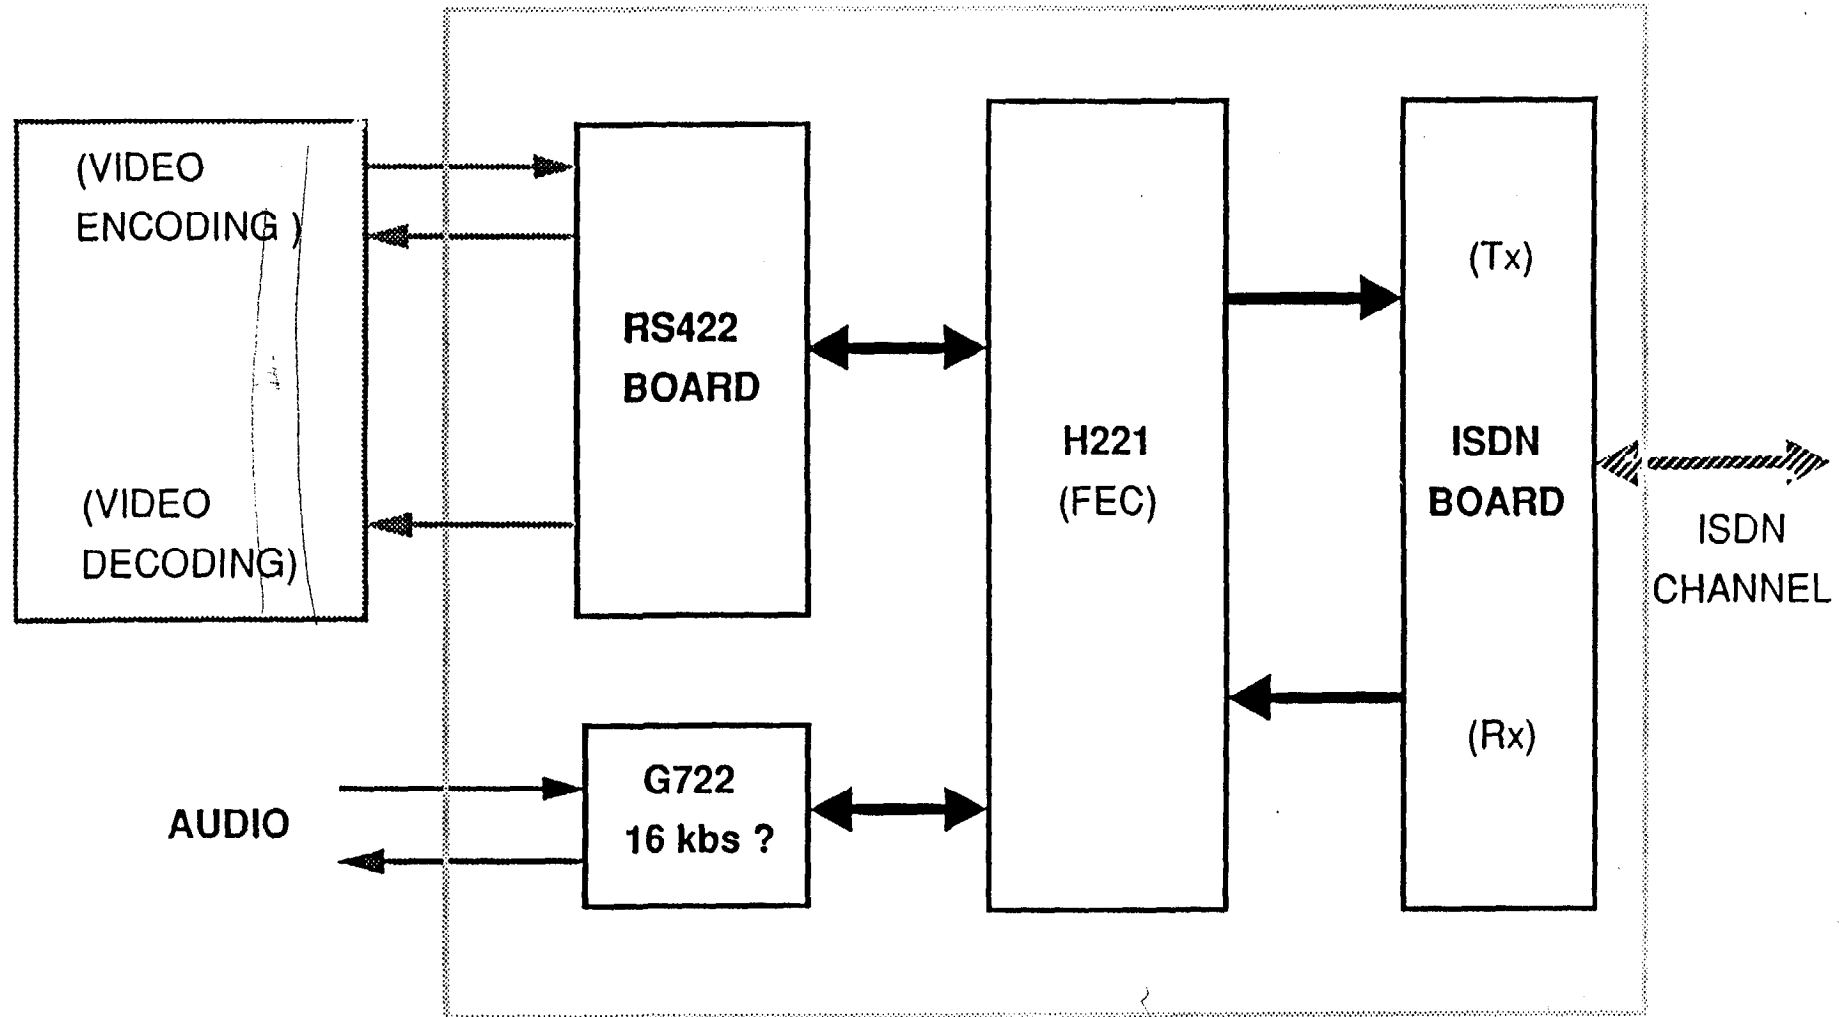 (VIDEO
ENCODING )
(VIDEO
DECODING)
RS422
BOARD
AUDIO
G722
16 kbs ?
H221
(FEC)
(Tx)
ISDN
BOARD
(Rx)
ISDN
CHANNEL